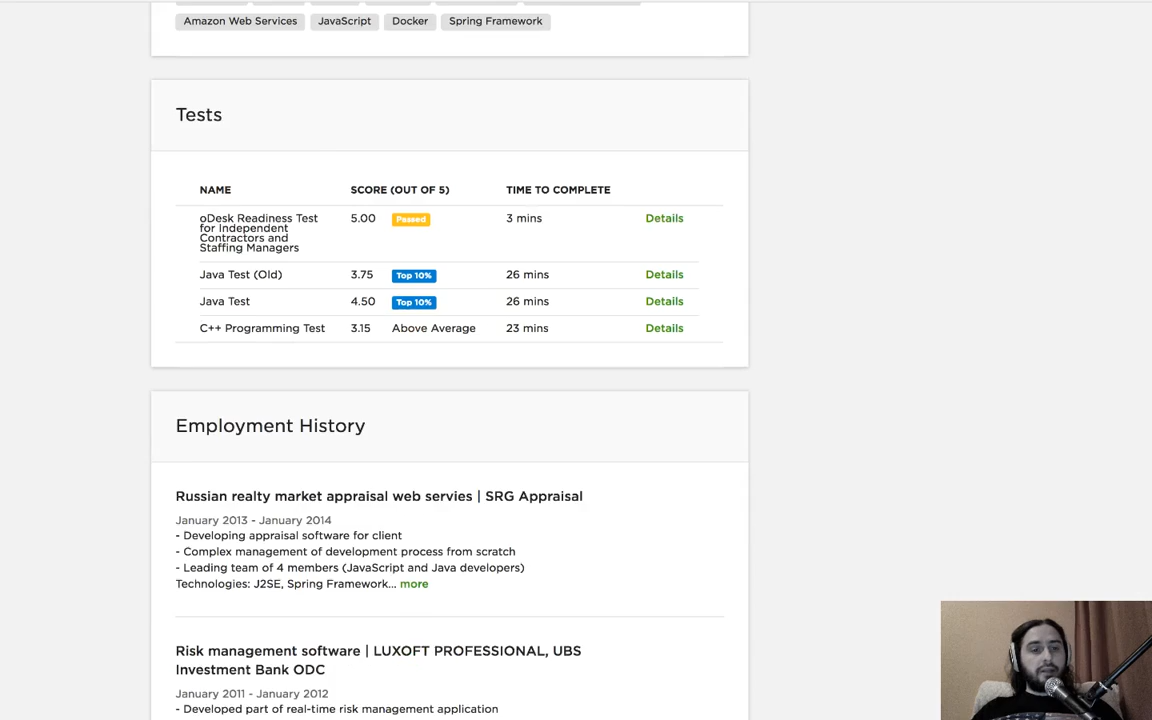 Amazon Web Services JavaScript Docker Spring Framework
Tests
NAME SCORE (OUT OF 5) TIME TO COMPLETE
oDesk Readiness Test 5.00 Passed 3 mins Details
for Independent
Contractors and
Staffing Managers
Java Test (Old) 3.75 Top 10% 26 mins Details
Java Test 4.50 Top 10% 26 mins Details
C++ Programming Test 3.15 Above Average 23 mins Details
Employment History
Russian realty market appraisal web servies | SRG Appraisal
January 2013 - January 2014
- Developing appraisal software for client
- Complex management of development process from scratch
- Leading team of 4 members (JavaScript and Java developers)
Technologies: J2SE, Spring Framework... more
Risk management software | LUXOFT PROFESSIONAL, UBS
Investment Bank ODC
January 2011 - January 2012
- Developed part of real-time risk management application